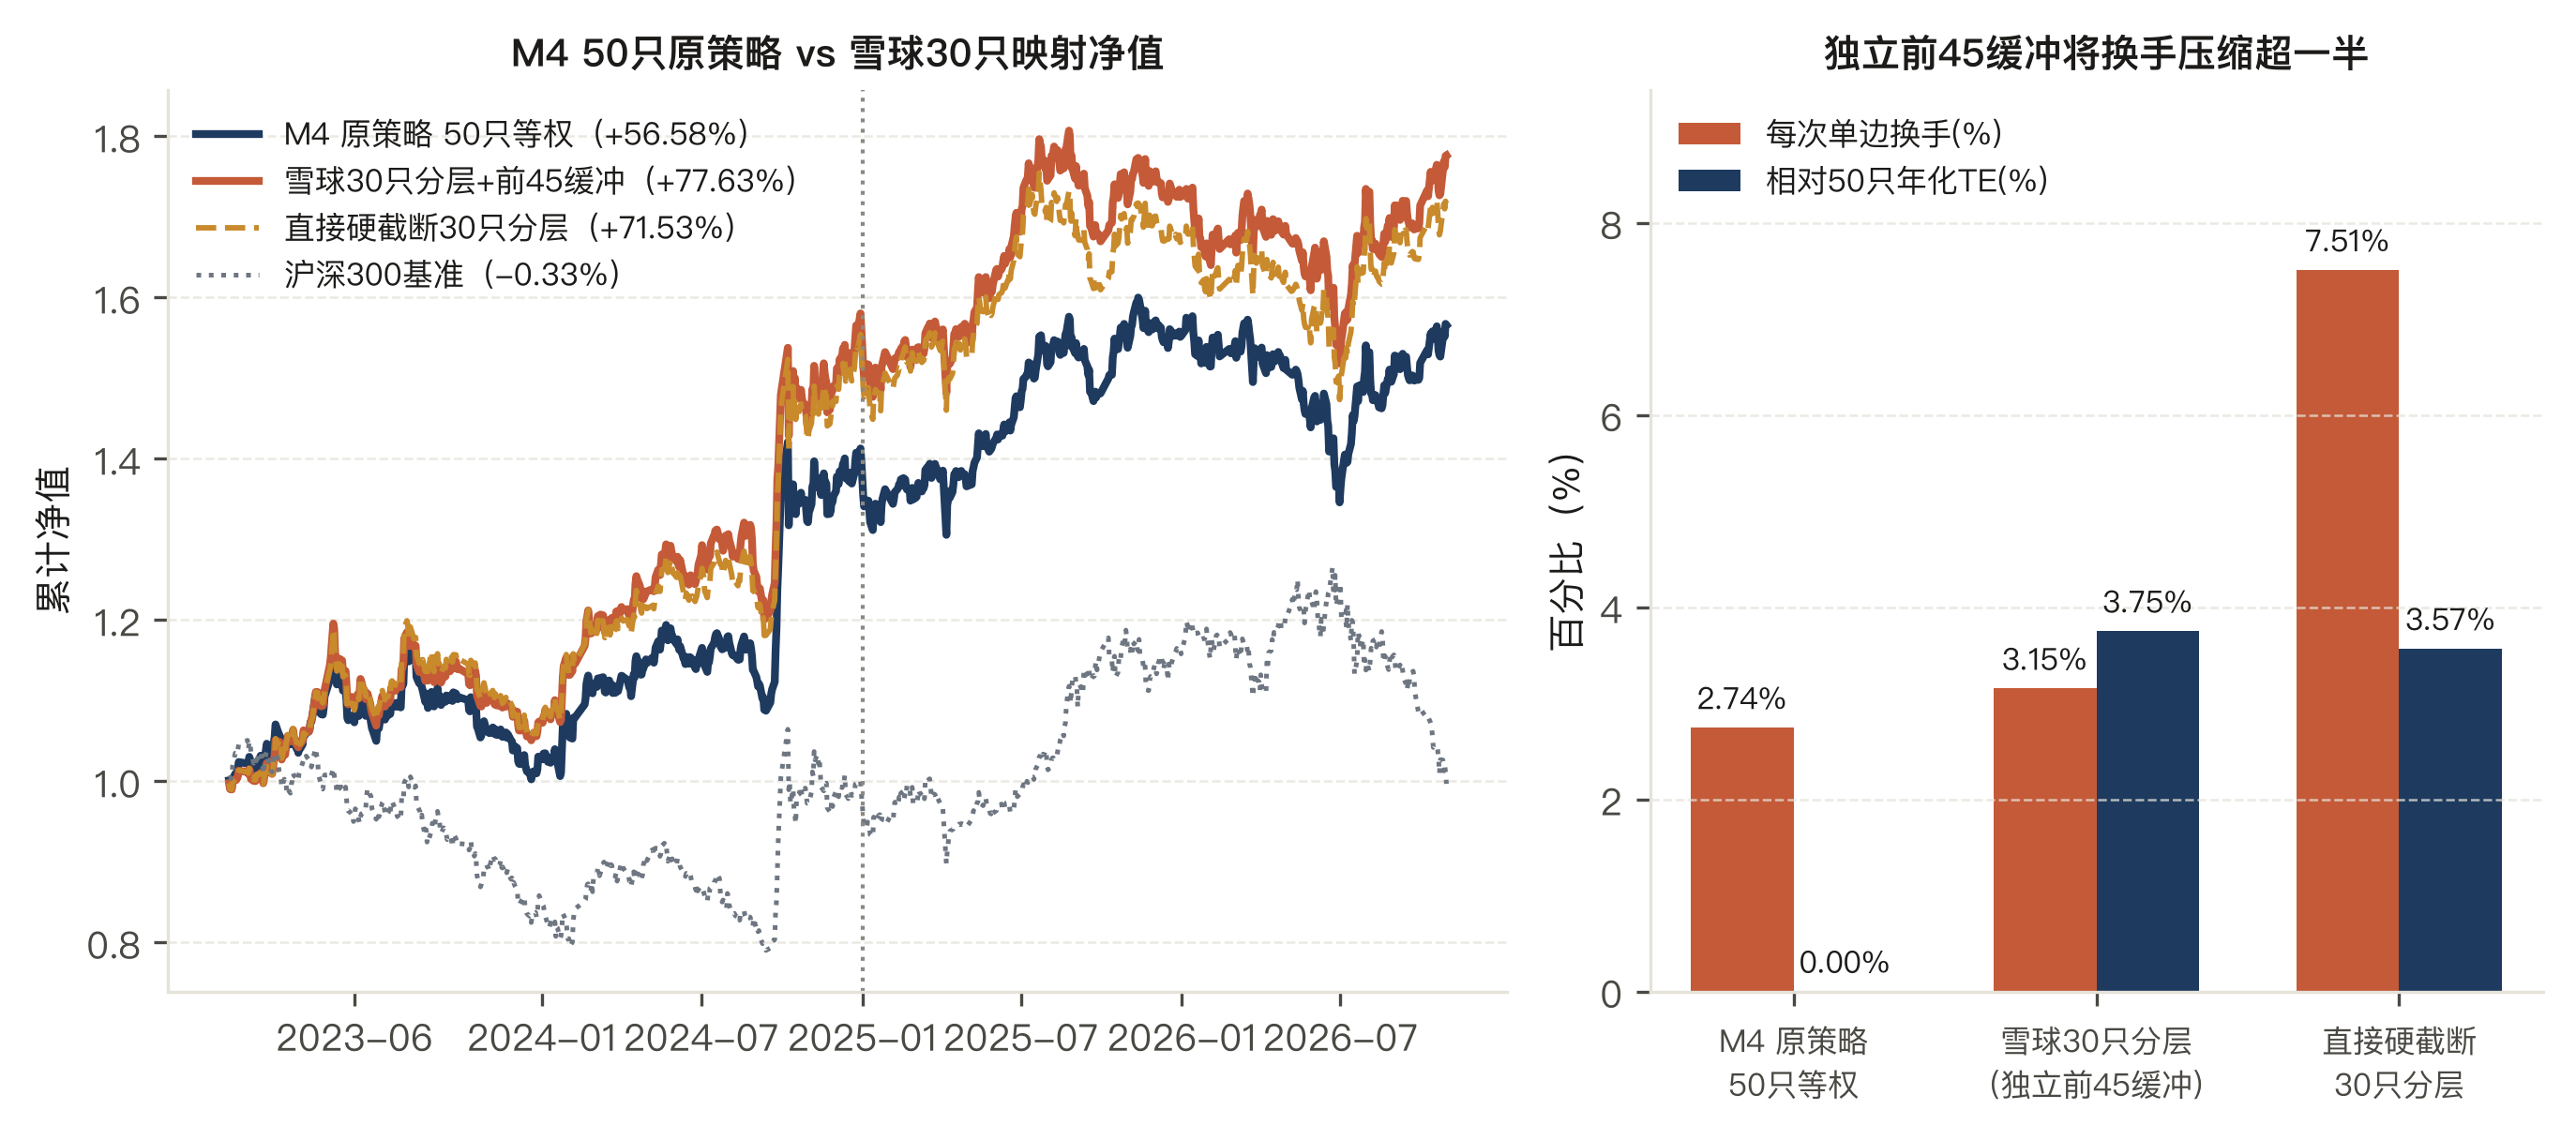 M4 50只原策略 vs 雪球30只映射净值
M4 原策略 50只等权（+56.58%）
雪球30只分层+前45缓冲（+77.63%）
直接硬截断30只分层（+71.53%）
沪深300基准（−0.33%）
累计净值
1.8
1.6
1.4
1.2
1.0
0.8
2023−06
2024−01
2024−07
2025−01
2025−07
2026−01
2026−07
独立前45缓冲将换手压缩超一半
每次单边换手(%)
相对50只年化TE(%)
百分比（%）
8
6
4
2
0
2.74%
0.00%
3.15%
3.75%
7.51%
3.57%
M4 原策略
50只等权
雪球30只分层
（独立前45缓冲）
直接硬截断
30只分层